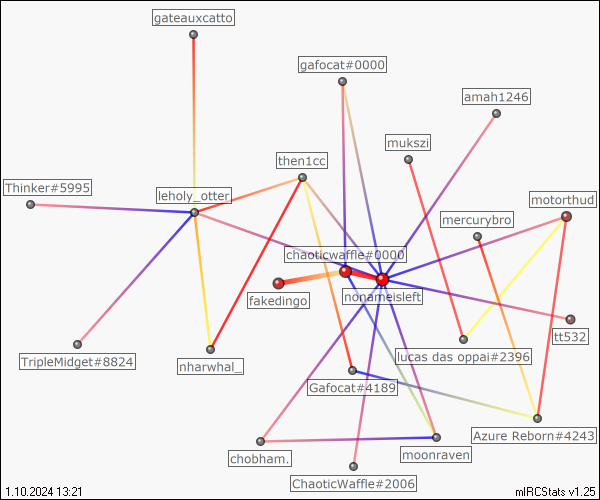 gateauxcatto
gafocat#0000
amah1246
mukszi
then1cc
Thinker#5995
leholy_otter
motorthud
mercurybro
chaoticwaffle#0000
fakedingo
nonameisleft
tt532
lucas das oppai#2396
TripleMidget#8824
nharwhal_
Gafocat#4189
Azure Reborn#4243
chobham.
moonraven
ChaoticWaffle#2006
1.10.2024 13:21
mIRCStats v1.25